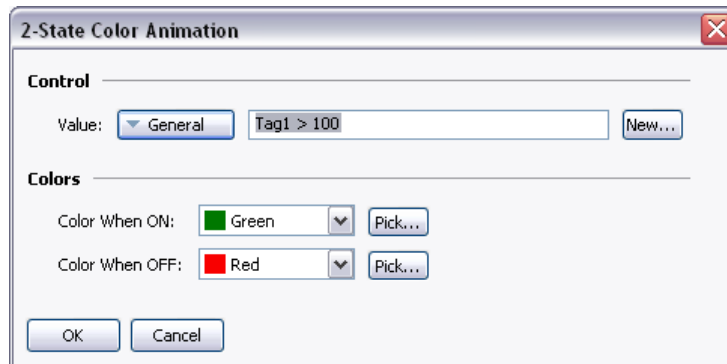 2-State Color Animation
Control
Value: General Tag1 > 100 New...
Colors
Color When ON: Green Pick...
Color When OFF: Red Pick...
OK Cancel